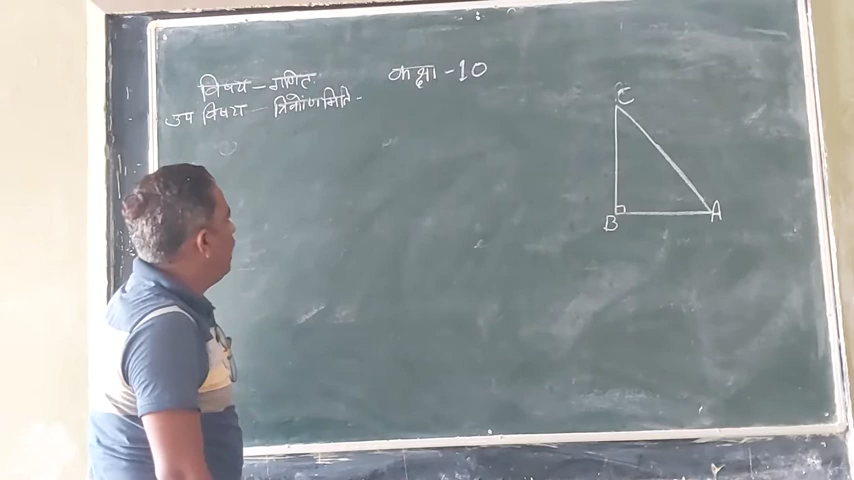 विषय - गणित
कक्षा - 10
उप विषय - त्रिकोणमिति -
C
B
A